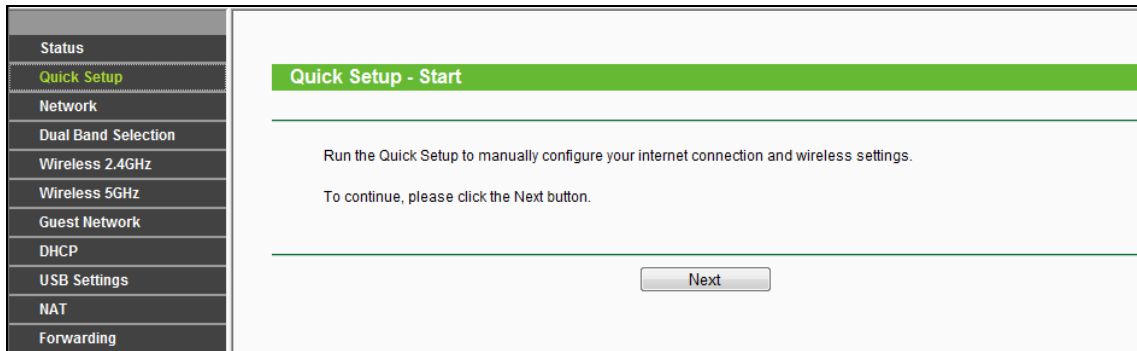 Status
Quick Setup
Network
Dual Band Selection
Wireless 2.4GHz
Wireless 5GHz
Guest Network
DHCP
USB Settings
NAT
Forwarding
Quick Setup - Start
Run the Quick Setup to manually configure your internet connection and wireless settings.
To continue, please click the Next button.
Next